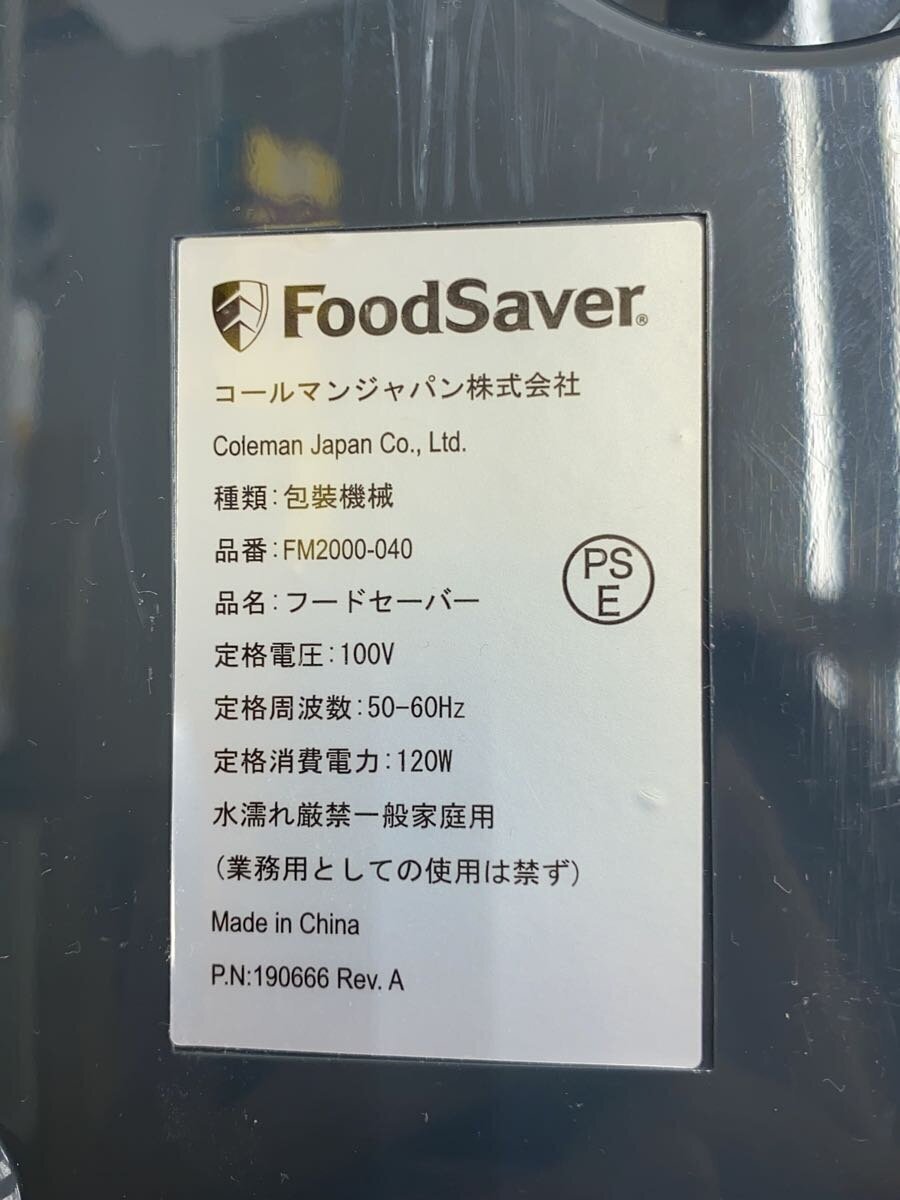 FoodSaver®
コールマンジャパン株式会社
Coleman Japan Co., Ltd.
種類:包装機械
品番:FM2000-040
品名:フードセーバー
PS
E
定格電圧:100V
定格周波数:50-60Hz
定格消費電力:120W
水濡れ厳禁一般家庭用
(業務用としての使用は禁ず)
Made in China
P.N:190666 Rev. A